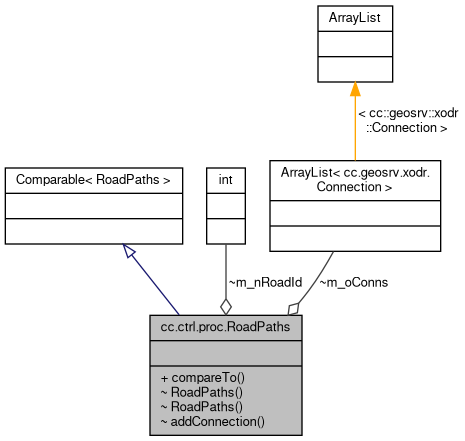 ArrayList
< cc::geosrv::xodr
::Connection >
Comparable< RoadPaths >
int
ArrayList< cc.geosrv.xodr.
Connection >
~m_nRoadId
~m_oConns
cc.ctrl.proc.RoadPaths
+ compareTo()
~ RoadPaths()
~ RoadPaths()
~ addConnection()